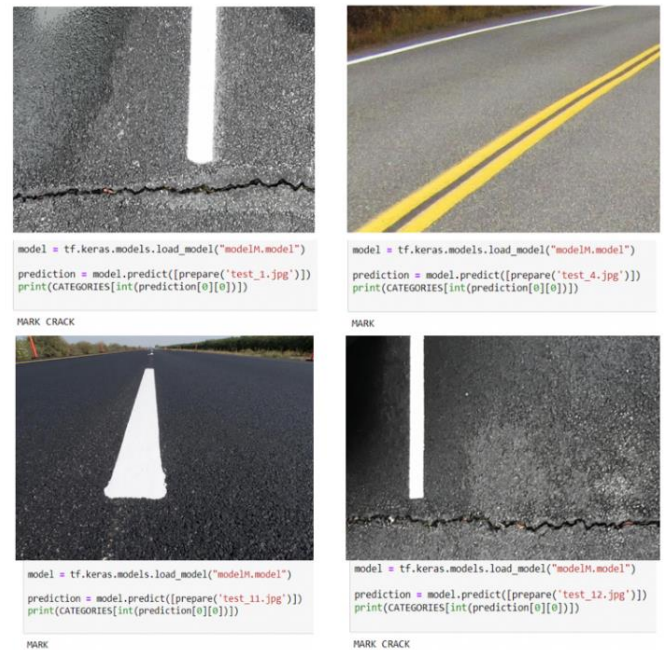 model = tf.keras.models.load_model("modelM.model")
prediction = model.predict([prepare('test_1.jpg')])
print(CATEGORIES[int(prediction[0][0])])
MARK CRACK
model = tf.keras.models.load_model("modelM.model")
prediction = model.predict([prepare('test_4.jpg')])
print(CATEGORIES[int(prediction[0][0])])
MARK
model = tf.keras.models.load_model("modelM.model")
prediction = model.predict([prepare('test_11.jpg')])
print(CATEGORIES[int(prediction[0][0])])
MARK
model = tf.keras.models.load_model("modelM.model")
prediction = model.predict([prepare('test_12.jpg')])
print(CATEGORIES[int(prediction[0][0])])
MARK CRACK